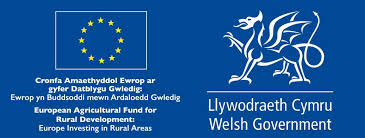 Cronfa Amaethyddol Ewrop ar
gyfer Datblygu Gwledig:
Ewrop yn Buddsoddi mewn Ardaloedd Gwledig
European Agricultural Fund for
Rural Development:
Europe Investing in Rural Areas
Llywodraeth Cymru
Welsh Government